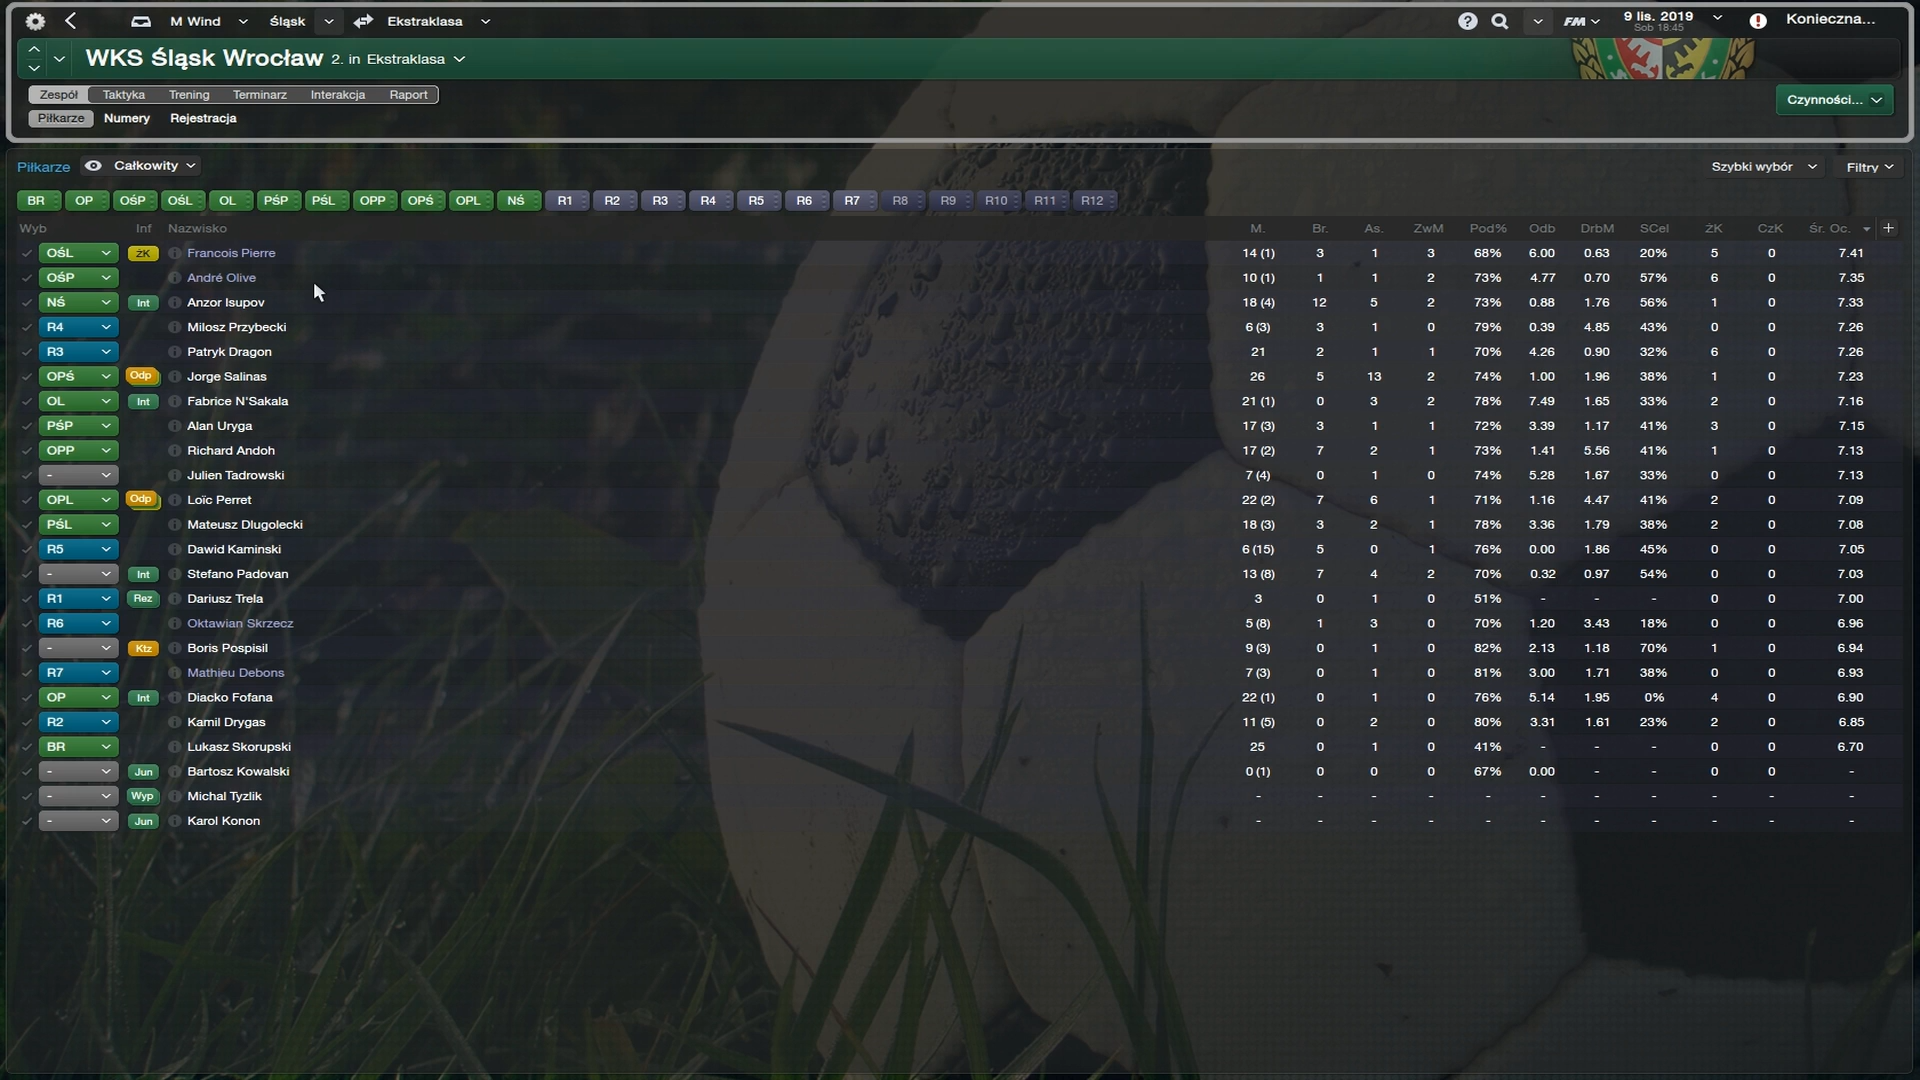 M Wind Śląsk Ekstraklasa FM 9 lis. 2019 Konieczna...
Sob 18:45
WKS Śląsk Wrocław 2. in Ekstraklasa
Zespół Taktyka Trening Terminarz Interakcja Raport
Czynności...
Piłkarze Numery Rejestracja
Piłkarze Całkowity Szybki wybór Filtry
BR OP OŚP OŚL OL PŚP PŚL OPP OPŚ OPL NŚ R1 R2 R3 R4 R5 R6 R7 R8 R9 R10 R11 R12
Wyb Inf Nazwisko M. Br. As. ZwM Pod% Odb DrbM SCel ŻK CzK Śr. Oc. +
OŚL ŻK Francois Pierre 14 (1) 3 1 3 68% 6.00 0.63 20% 5 0 7.41
OŚP André Olive 10 (1) 1 1 2 73% 4.77 0.70 57% 6 0 7.35
NŚ Int Anzor Isupov 18 (4) 12 5 2 73% 0.88 1.76 56% 1 0 7.33
R4 Milosz Przybecki 6 (3) 3 1 0 79% 0.39 4.85 43% 0 0 7.26
R3 Patryk Dragon 21 2 1 1 70% 4.26 0.90 32% 6 0 7.26
OPŚ Odp Jorge Salinas 26 5 13 2 74% 1.00 1.96 38% 1 0 7.23
OL Int Fabrice N'Sakala 21 (1) 0 3 2 78% 7.49 1.65 33% 2 0 7.16
PŚP Alan Uryga 17 (3) 3 1 1 72% 3.39 1.17 41% 3 0 7.15
OPP Richard Andoh 17 (2) 7 2 1 73% 1.41 5.56 41% 1 0 7.13
- Julien Tadrowski 7 (4) 0 1 0 74% 5.28 1.67 33% 0 0 7.13
OPL Odp Loïc Perret 22 (2) 7 6 1 71% 1.16 4.47 41% 2 0 7.09
PŚL Mateusz Dlugolecki 18 (3) 3 2 1 78% 3.36 1.79 38% 2 0 7.08
R5 Dawid Kaminski 6 (15) 5 0 1 76% 0.00 1.86 45% 0 0 7.05
- Int Stefano Padovan 13 (8) 7 4 2 70% 0.32 0.97 54% 0 0 7.03
R1 Rez Dariusz Trela 3 0 1 0 51% - - - 0 0 7.00
R6 Oktawian Skrzecz 5 (8) 1 3 0 70% 1.20 3.43 18% 0 0 6.96
- Ktz Boris Pospisil 9 (3) 0 1 0 82% 2.13 1.18 70% 1 0 6.94
R7 Mathieu Debons 7 (3) 0 1 0 81% 3.00 1.71 38% 0 0 6.93
OP Int Diacko Fofana 22 (1) 0 1 0 76% 5.14 1.95 0% 4 0 6.90
R2 Kamil Drygas 11 (5) 0 2 0 80% 3.31 1.61 23% 2 0 6.85
BR Lukasz Skorupski 25 0 1 0 41% - - - 0 0 6.70
- Jun Bartosz Kowalski 0 (1) 0 0 0 67% 0.00 - - 0 0 -
- Wyp Michal Tyzlik - - - - - - - - - - -
- Jun Karol Konon - - - - - - - - - - -